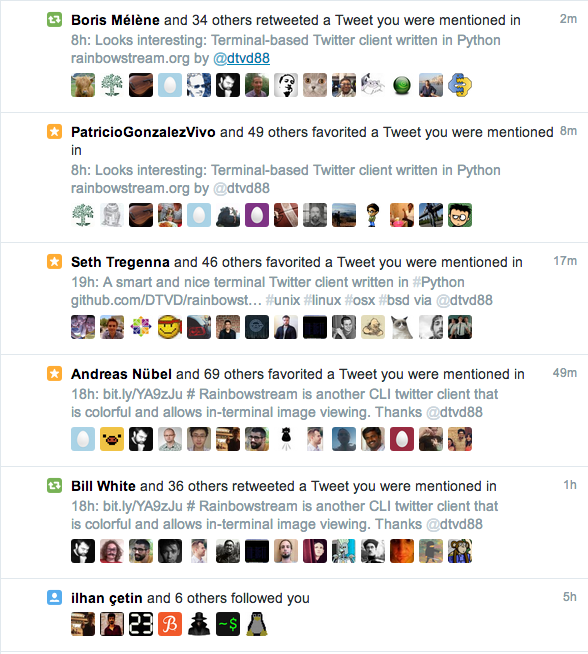 Boris Mélène and 34 others retweeted a Tweet you were mentioned in 2m
8h: Looks interesting: Terminal-based Twitter client written in Python
rainbowstream.org by @dtvd88
PatricioGonzalezVivo and 49 others favorited a Tweet you were mentioned 8m
in
8h: Looks interesting: Terminal-based Twitter client written in Python
rainbowstream.org by @dtvd88
Seth Tregenna and 46 others favorited a Tweet you were mentioned in 17m
19h: A smart and nice terminal Twitter client written in #Python
github.com/DTVD/rainbowst… #unix #linux #osx #bsd via @dtvd88
Andreas Nübel and 69 others favorited a Tweet you were mentioned in 49m
18h: bit.ly/YA9zJu # Rainbowstream is another CLI twitter client that
is colorful and allows in-terminal image viewing. Thanks @dtvd88
Bill White and 36 others retweeted a Tweet you were mentioned in 1h
18h: bit.ly/YA9zJu # Rainbowstream is another CLI twitter client that
is colorful and allows in-terminal image viewing. Thanks @dtvd88
ilhan çetin and 6 others followed you 5h
23 B ~$